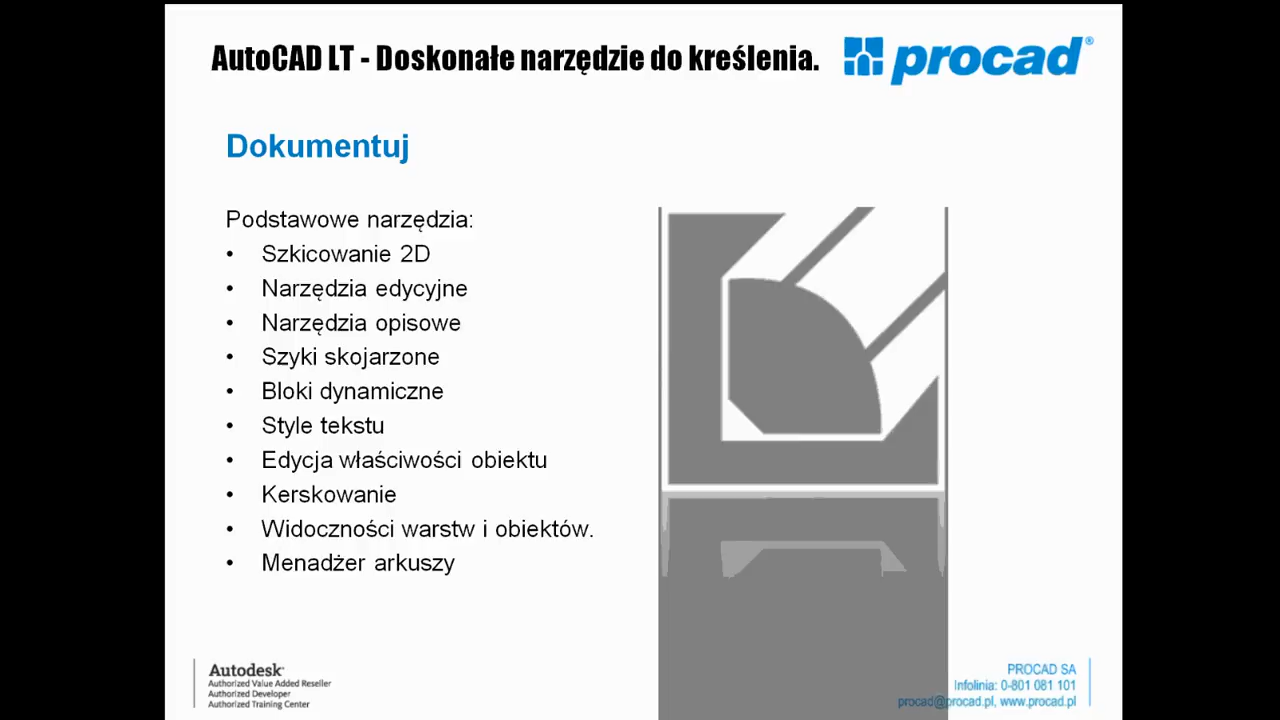 AutoCAD LT - Doskonałe narzędzie do kreślenia.
procad®
Dokumentuj
Podstawowe narzędzia:
• Szkicowanie 2D
• Narzędzia edycyjne
• Narzędzia opisowe
• Szyki skojarzone
• Bloki dynamiczne
• Style tekstu
• Edycja właściwości obiektu
• Kerskowanie
• Widoczności warstw i obiektów.
• Menadżer arkuszy
Autodesk
Authorized Value Added Reseller
Authorized Developer
Authorized Training Center
PROCAD SA
Infolinia: 0-801 081 101
procad@procad.pl, www.procad.pl